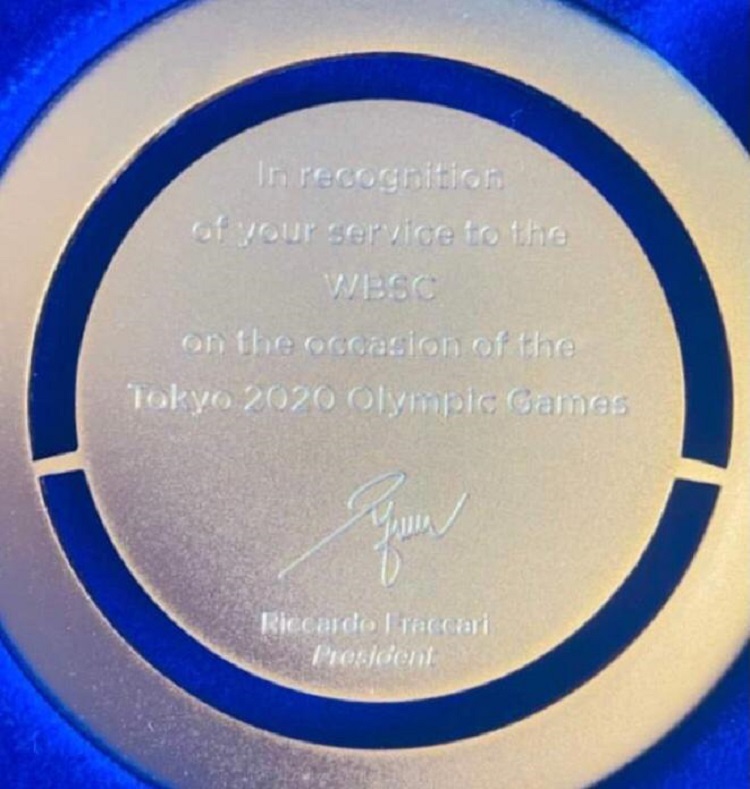 In recognition
of your service to the
WBSC
on the occasion of the
Tokyo 2020 Olympic Games
Riccardo Fraccari
President